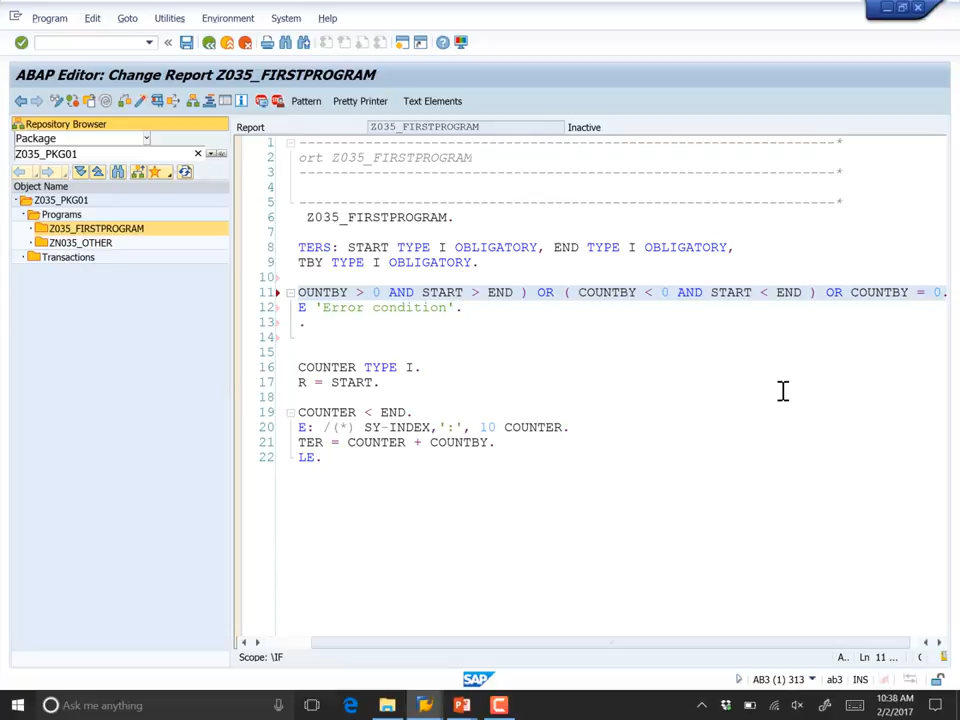 Program Edit Goto Utilities Environment System Help
ABAP Editor: Change Report Z035_FIRSTPROGRAM
Pattern Pretty Printer Text Elements
Repository Browser
Package
Z035_PKG01
Object Name
Z035_PKG01
Programs
Z035_FIRSTPROGRAM
ZN035_OTHER
Transactions
Report Z035_FIRSTPROGRAM Inactive
1 ---------------------------------------------------------------*
2 ort Z035_FIRSTPROGRAM
3 ---------------------------------------------------------------*
4
5 ---------------------------------------------------------------*
6 Z035_FIRSTPROGRAM.
7
8 TERS: START TYPE I OBLIGATORY, END TYPE I OBLIGATORY,
9 TBY TYPE I OBLIGATORY.
10
11 OUNTBY > 0 AND START > END ) OR ( COUNTBY < 0 AND START < END ) OR COUNTBY = 0.
12 E 'Error condition'.
13 .
14
15
16 COUNTER TYPE I.
17 R = START.
18
19 COUNTER < END.
20 E: /(*) SY-INDEX,':', 10 COUNTER.
21 TER = COUNTER + COUNTBY.
22 LE.
Scope: \IF A.. Ln 11 ...
SAP AB3 (1) 313 ab3 INS
Ask me anything
10:38 AM
2/2/2017